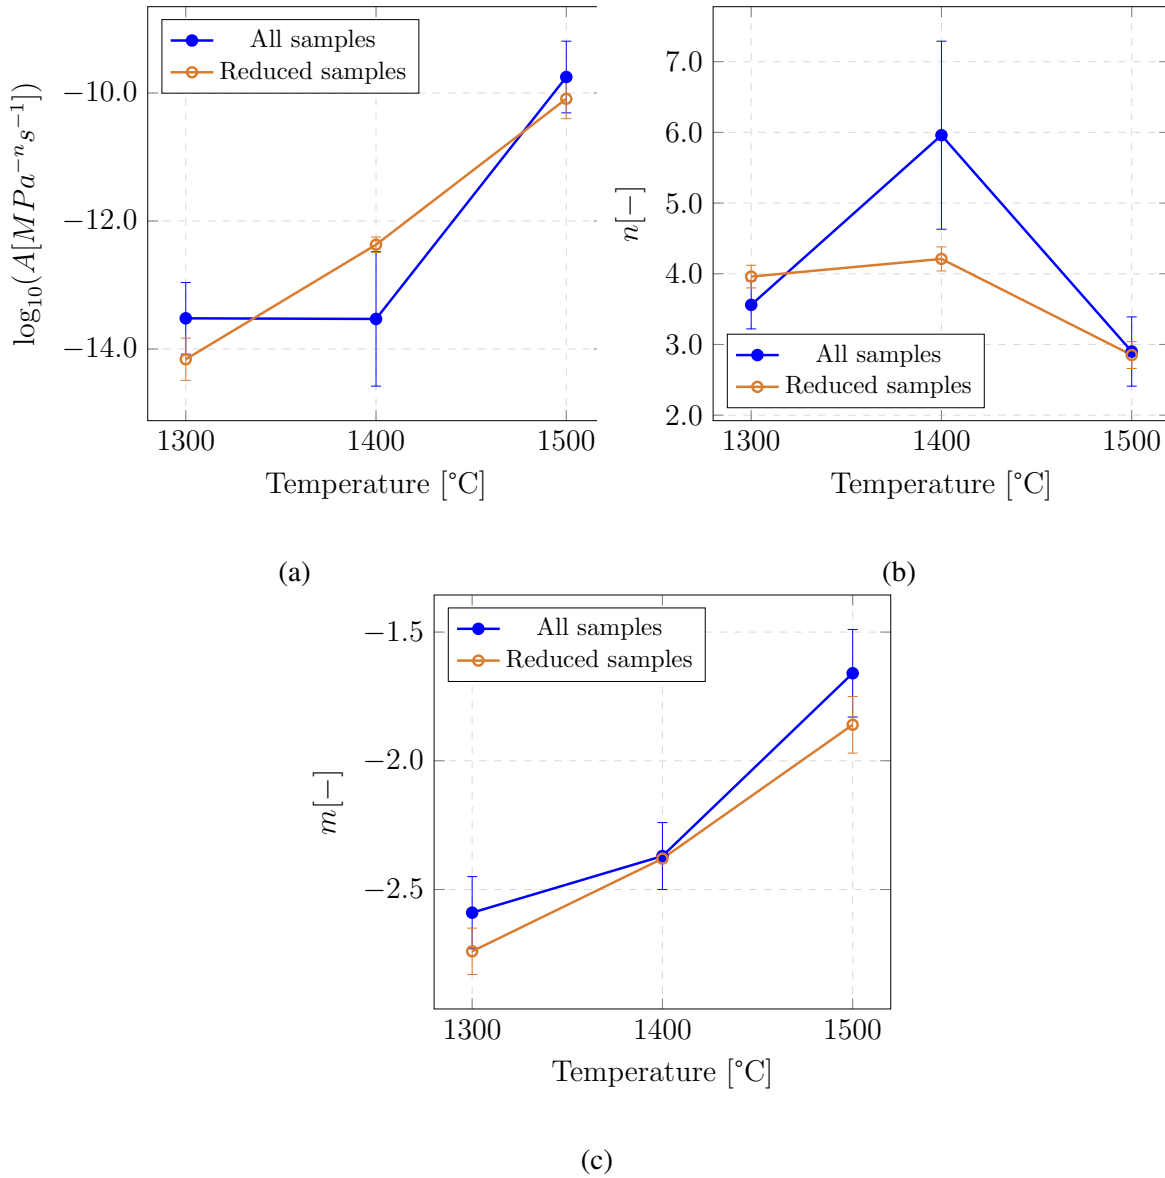 All samples
Reduced samples
log₁₀(A[MPa⁻ⁿs⁻¹])
−10.0
−12.0
−14.0
1300
1400
1500
Temperature [°C]
(a)
7.0
6.0
5.0
4.0
3.0
2.0
n[−]
All samples
Reduced samples
1300
1400
1500
Temperature [°C]
(b)
All samples
Reduced samples
−1.5
−2.0
−2.5
m[−]
1300
1400
1500
Temperature [°C]
(c)